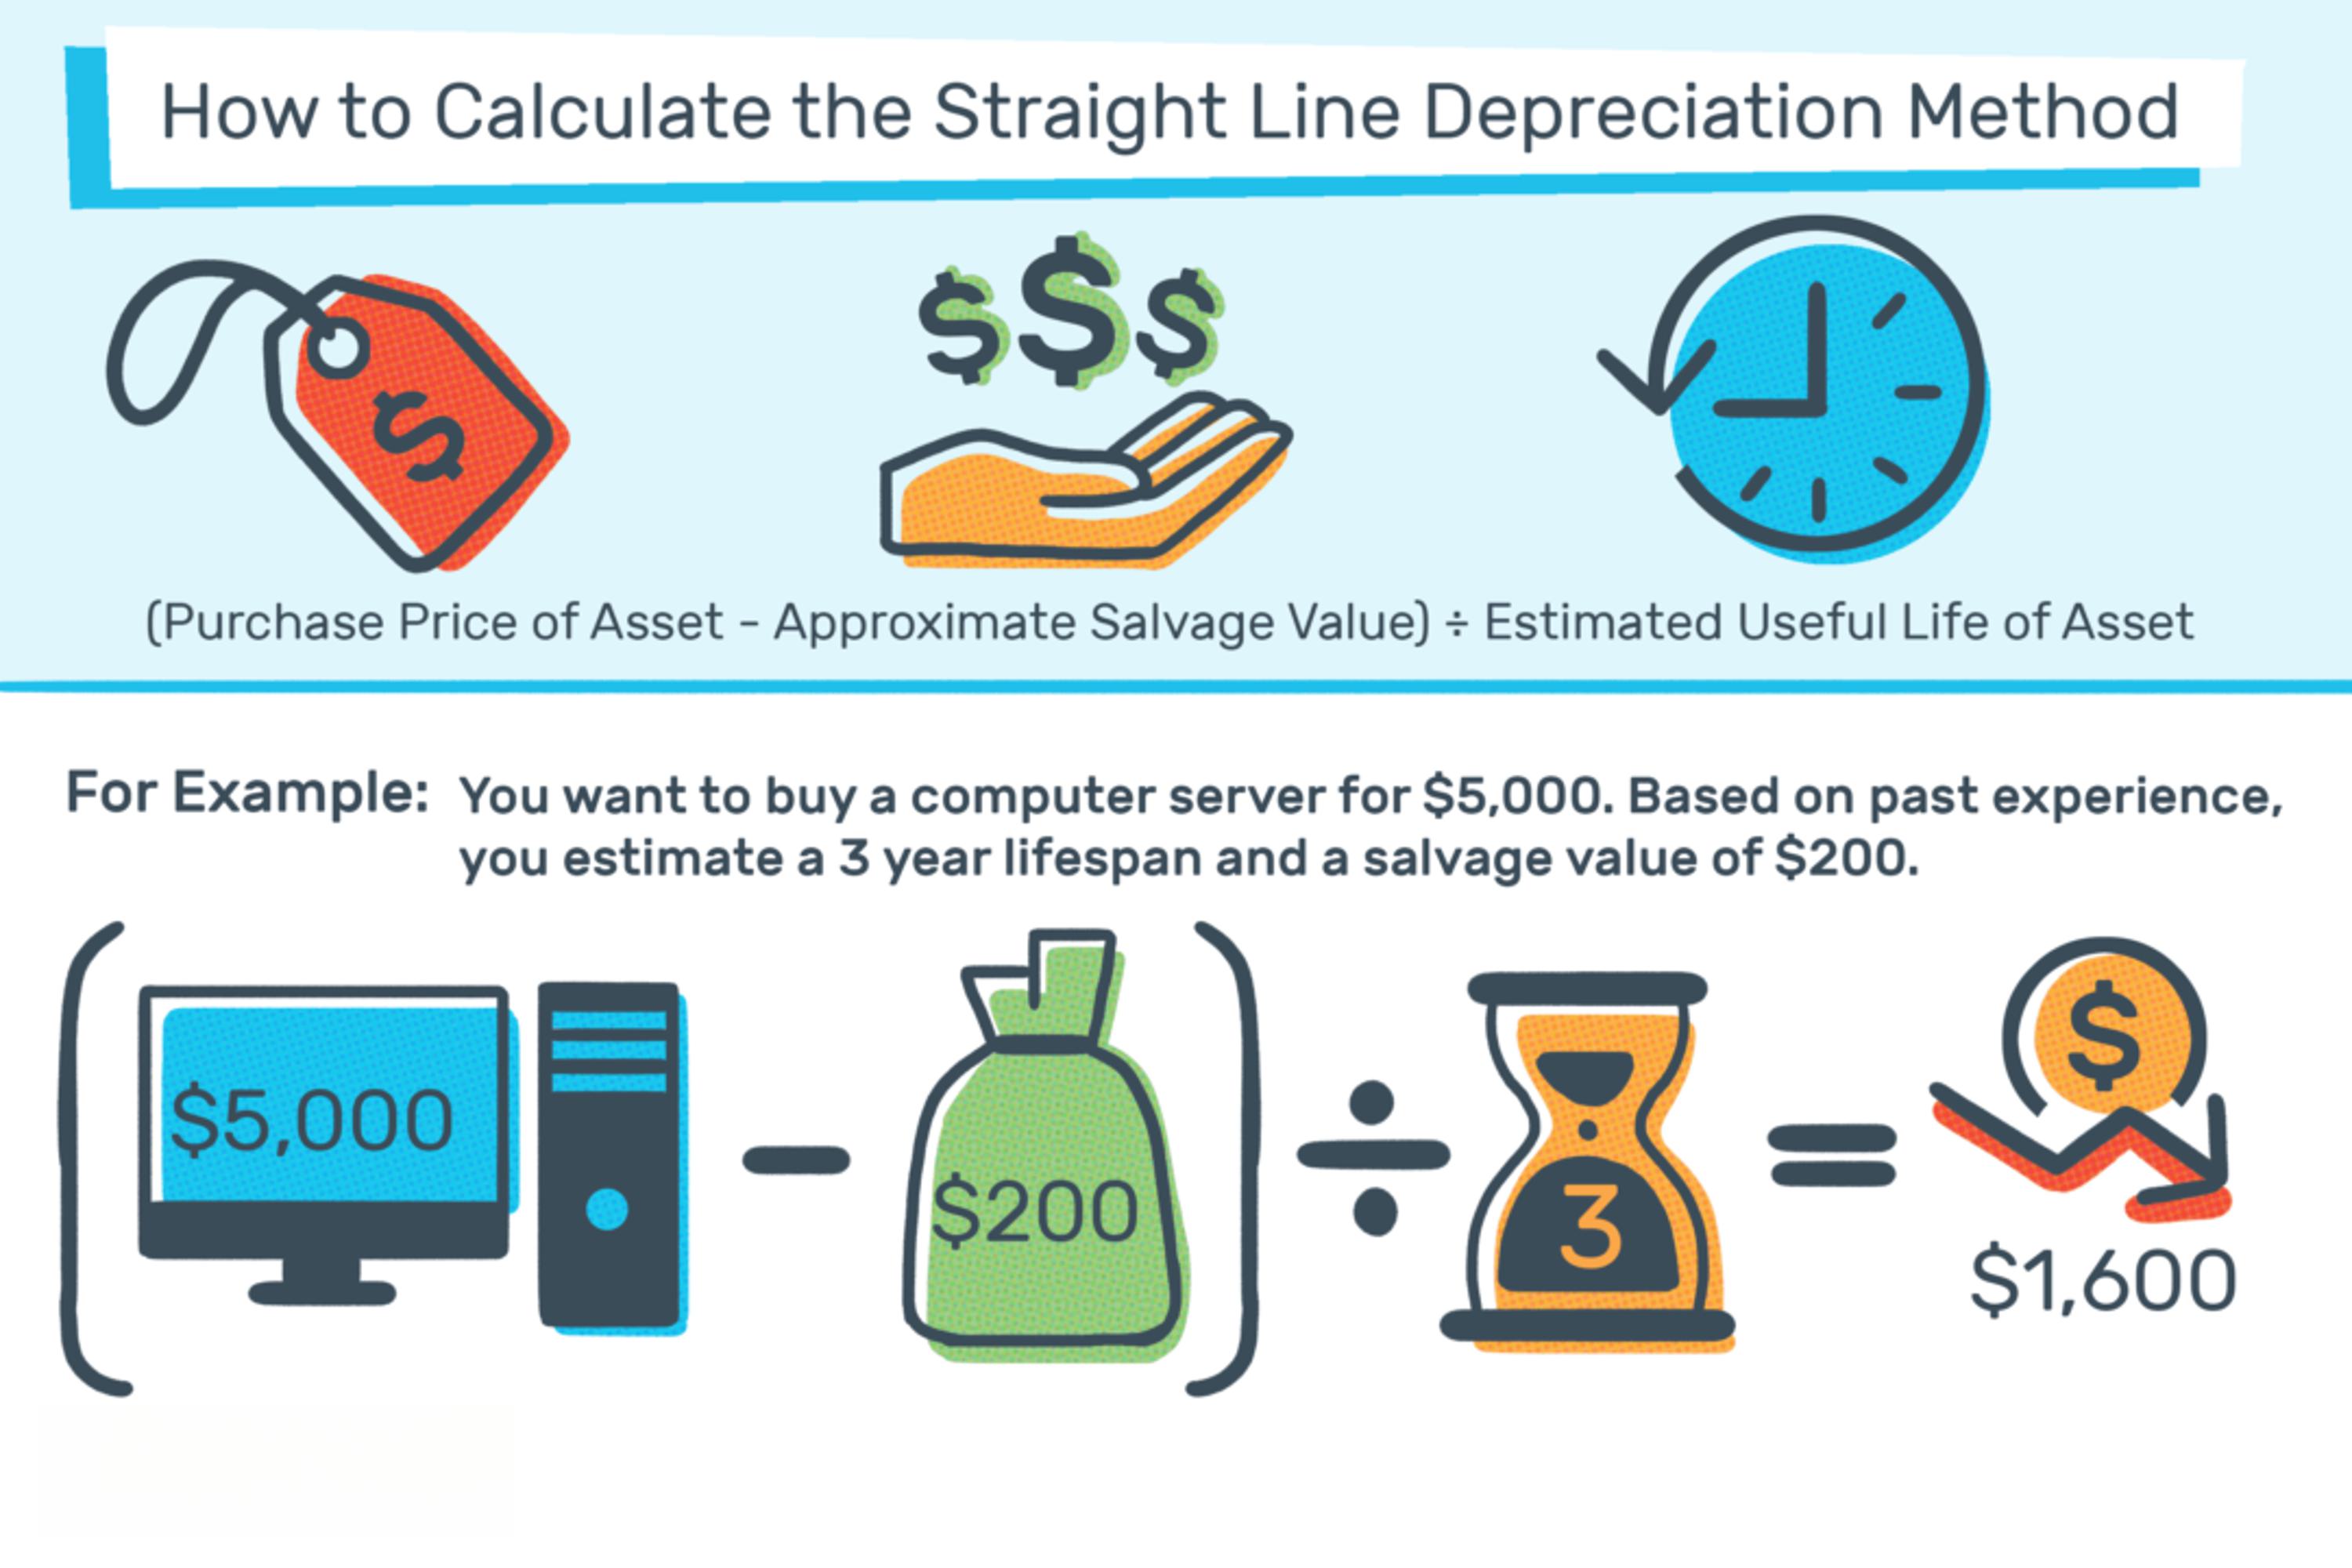 How to Calculate the Straight Line Depreciation Method
$ $ $ $
(Purchase Price of Asset - Approximate Salvage Value) ÷ Estimated Useful Life of Asset
For Example: You want to buy a computer server for $5,000. Based on past experience,
you estimate a 3 year lifespan and a salvage value of $200.
( $5,000 - $200 ) ÷ 3 = $
$1,600